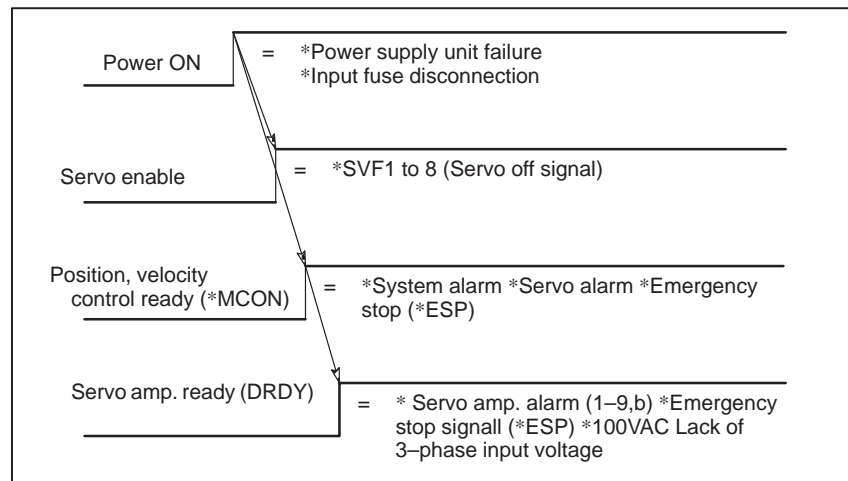 Power ON
= *Power supply unit failure
*Input fuse disconnection
Servo enable
= *SVF1 to 8 (Servo off signal)
Position, velocity
control ready (*MCON)
= *System alarm *Servo alarm *Emergency
stop (*ESP)
Servo amp. ready (DRDY)
= * Servo amp. alarm (1–9,b) *Emergency
stop signall (*ESP) *100VAC Lack of
3–phase input voltage